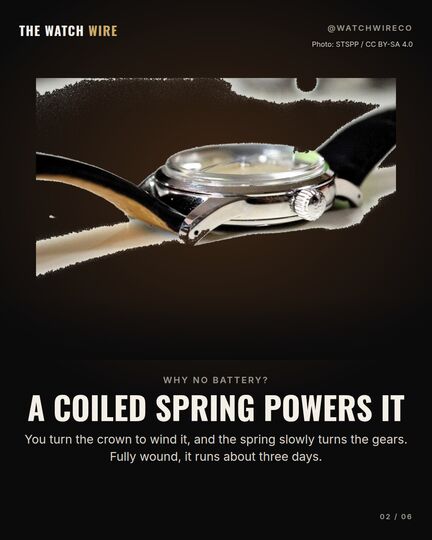 THE WATCH WIRE
@WATCHWIRECO
Photo: STSPP / CC BY-SA 4.0
WHY NO BATTERY?
A COILED SPRING POWERS IT
You turn the crown to wind it, and the spring slowly turns the gears.
Fully wound, it runs about three days.
02 / 06